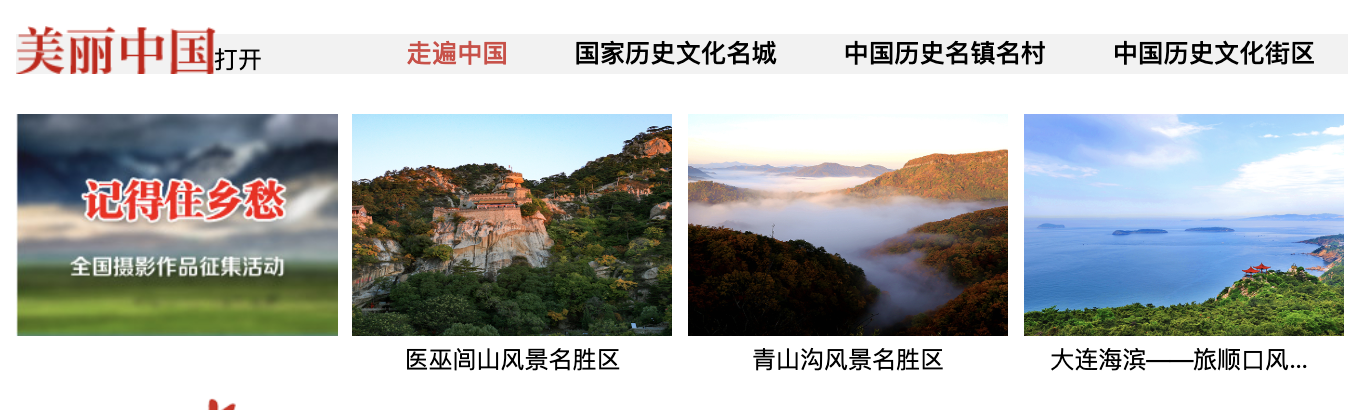 美丽中国 打开 走遍中国 国家历史文化名城 中国历史名镇名村 中国历史文化街区
记得住乡愁
全国摄影作品征集活动
医巫闾山风景名胜区 青山沟风景名胜区 大连海滨——旅顺口风...